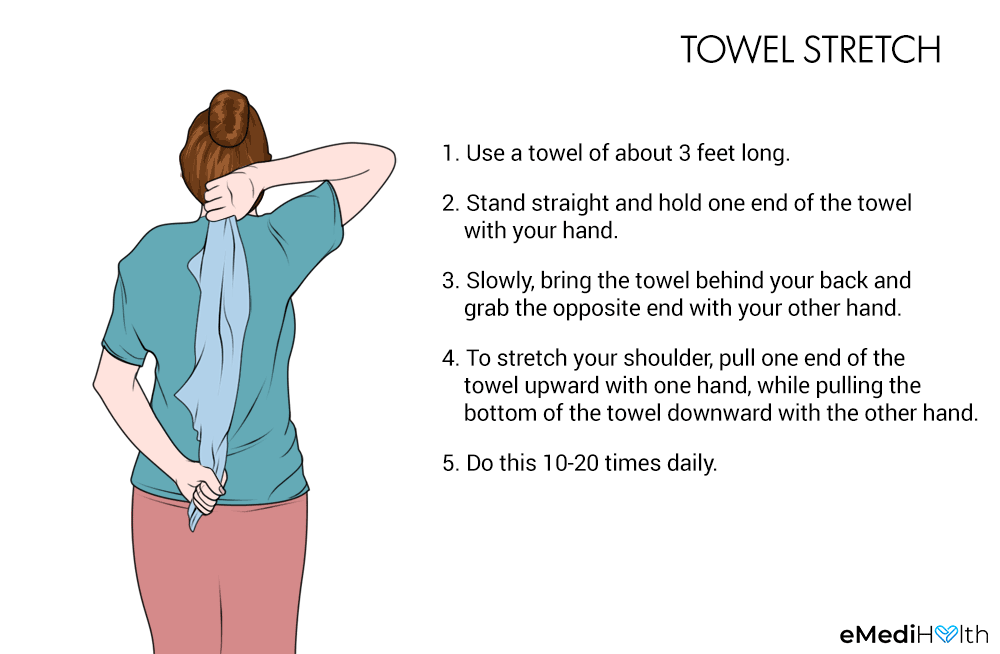 TOWEL STRETCH
1. Use a towel of about 3 feet long.
2. Stand straight and hold one end of the towel
with your hand.
3. Slowly, bring the towel behind your back and
grab the opposite end with your other hand.
4. To stretch your shoulder, pull one end of the
towel upward with one hand, while pulling the
bottom of the towel downward with the other hand.
5. Do this 10-20 times daily.
eMediHealth